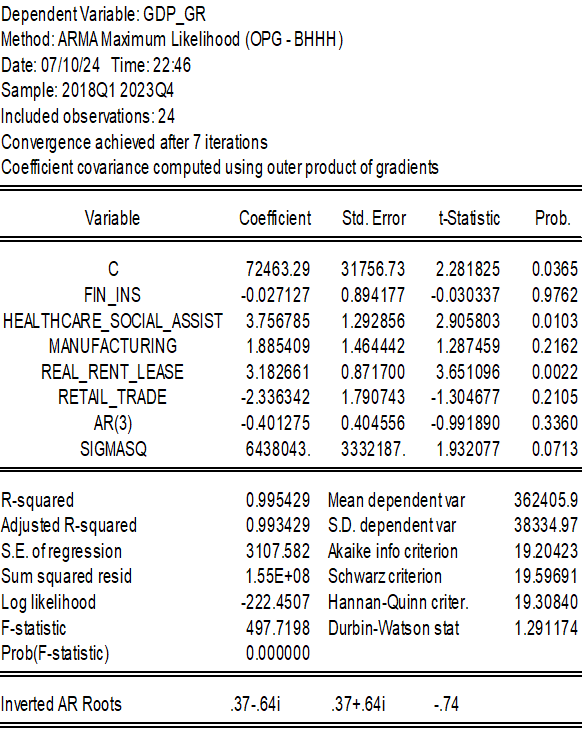 Dependent Variable: GDP_GR
Method: ARMA Maximum Likelihood (OPG - BHHH)
Date: 07/10/24 Time: 22:46
Sample: 2018Q1 2023Q4
Included observations: 24
Convergence achieved after 7 iterations
Coefficient covariance computed using outer product of gradients
Variable Coefficient Std. Error t-Statistic Prob.
C 72463.29 31756.73 2.281825 0.0365
FIN_INS -0.027127 0.894177 -0.030337 0.9762
HEALTHCARE_SOCIAL_ASSIST 3.756785 1.292856 2.905803 0.0103
MANUFACTURING 1.885409 1.464442 1.287459 0.2162
REAL_RENT_LEASE 3.182661 0.871700 3.651096 0.0022
RETAIL_TRADE -2.336342 1.790743 -1.304677 0.2105
AR(3) -0.401275 0.404556 -0.991890 0.3360
SIGMASQ 6438043. 3332187. 1.932077 0.0713
R-squared 0.995429 Mean dependent var 362405.9
Adjusted R-squared 0.993429 S.D. dependent var 38334.97
S.E. of regression 3107.582 Akaike info criterion 19.20423
Sum squared resid 1.55E+08 Schwarz criterion 19.59691
Log likelihood -222.4507 Hannan-Quinn criter. 19.30840
F-statistic 497.7198 Durbin-Watson stat 1.291174
Prob(F-statistic) 0.000000
Inverted AR Roots .37-.64i .37+.64i -.74